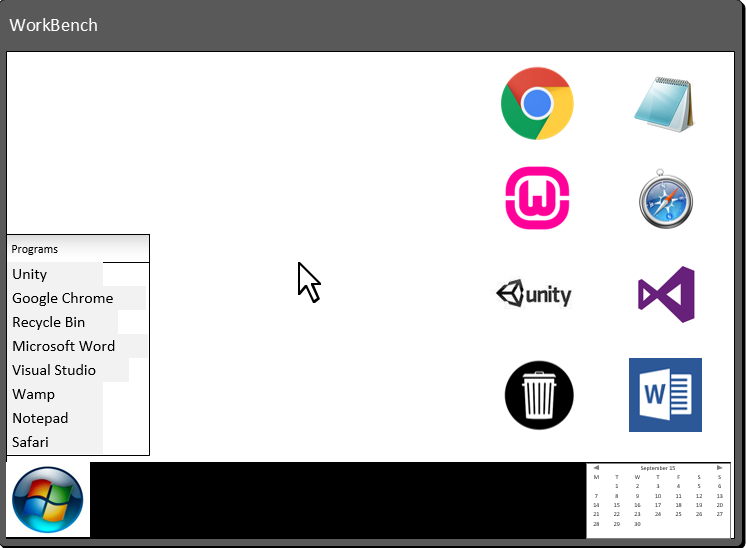 WorkBench
unity
W
W
Programs
Unity
Google Chrome
Recycle Bin
Microsoft Word
Visual Studio
Wamp
Notepad
Safari
September 15
M T W T F S S
1 2 3 4 5 6
7 8 9 10 11 12 13
14 15 16 17 18 19 20
21 22 23 24 25 26 27
28 29 30